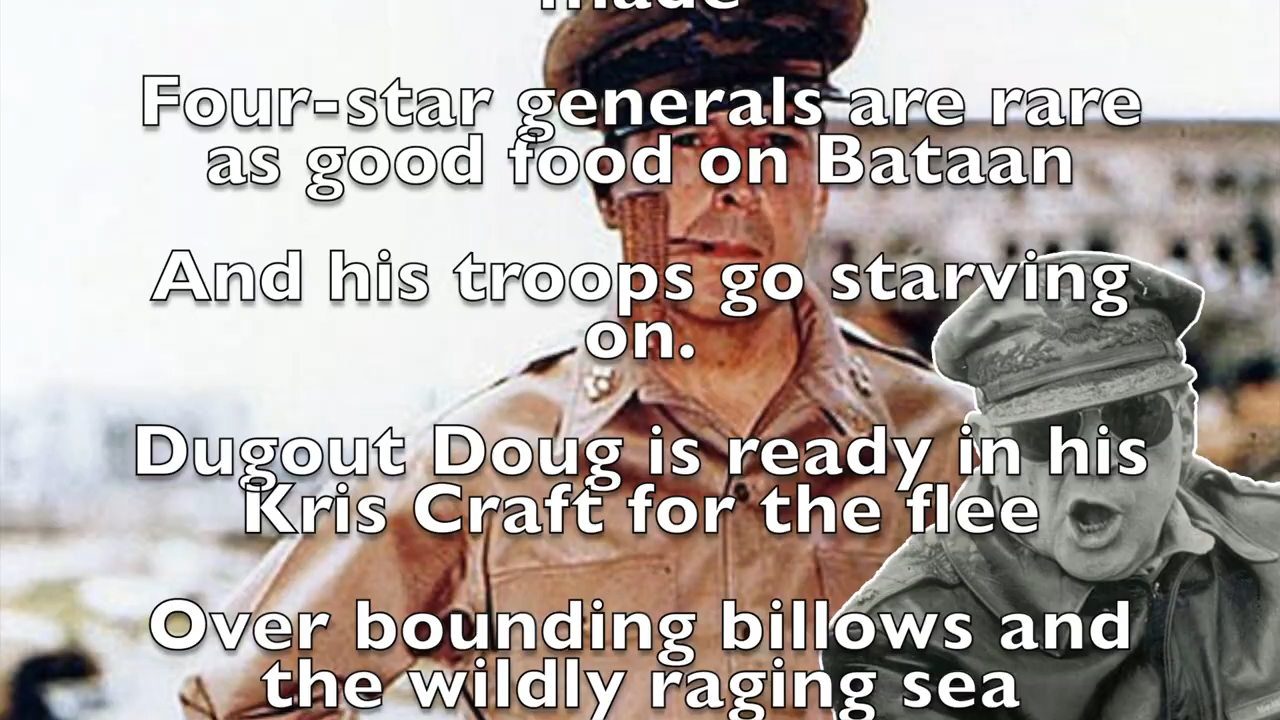 made
Four-star generals are rare
as good food on Bataan
And his troops go starving
on.
Dugout Doug is ready in his
Kris Craft for the flee
Over bounding billows and
the wildly raging sea